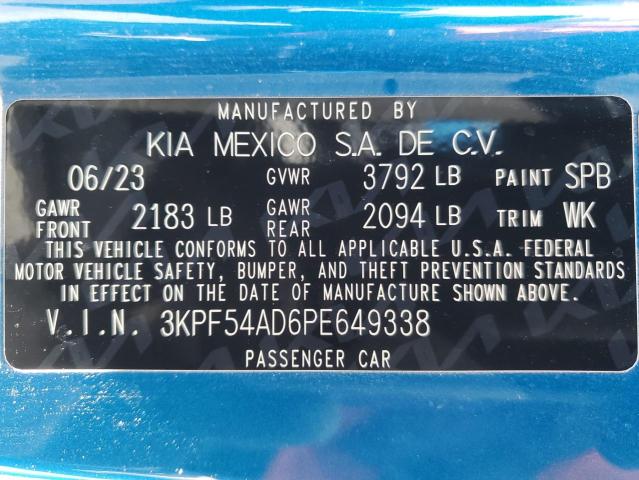 MANUFACTURED BY
KIA MEXICO S.A. DE C.V.
06/23 GVWR 3792 LB PAINT SPB
GAWR FRONT 2183 LB GAWR REAR 2094 LB TRIM WK
THIS VEHICLE CONFORMS TO ALL APPLICABLE U.S.A. FEDERAL
MOTOR VEHICLE SAFETY, BUMPER, AND THEFT PREVENTION STANDARDS
IN EFFECT ON THE DATE OF MANUFACTURE SHOWN ABOVE.
V.I.N. 3KPF54AD6PE649338
PASSENGER CAR